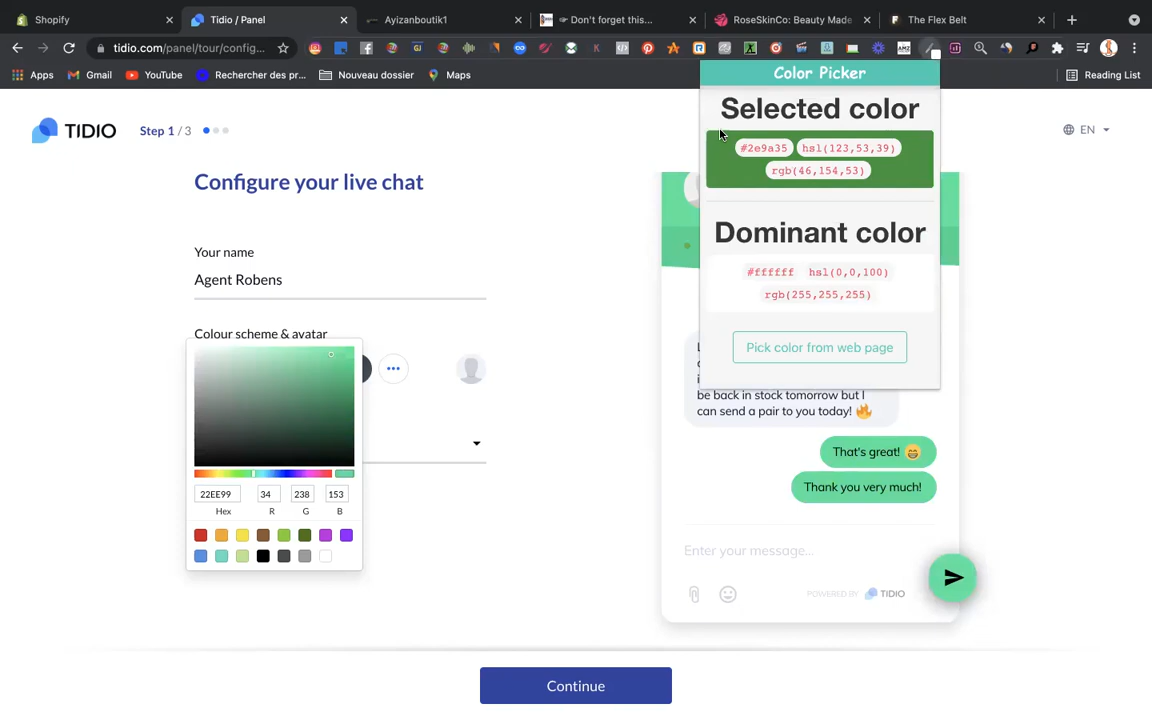 Shopify
Tidio / Panel
Ayizanboutik1
Don't forget this...
RoseSkinCo: Beauty Made
The Flex Belt
tidio.com/panel/tour/config...
Apps
Gmail
YouTube
Rechercher des pr...
Nouveau dossier
Maps
Reading List
Color Picker
Selected color
#2e9a35 hsl(123,53,39)
rgb(46,154,53)
Dominant color
#ffffff hsl(0,0,100)
rgb(255,255,255)
Pick color from web page
TIDIO
Step 1 / 3
EN
Configure your live chat
Your name
Agent Robens
Colour scheme & avatar
22EE99
34
238
153
Hex
R
G
B
be back in stock tomorrow but I
can send a pair to you today! 🔥
That's great! 😁
Thank you very much!
Enter your message...
POWERED BY TIDIO
Continue